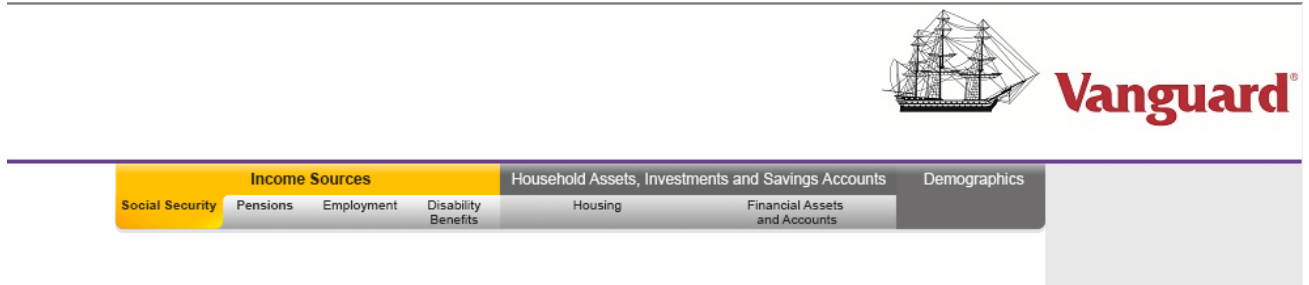 Vanguard®
Income Sources
Household Assets, Investments and Savings Accounts
Demographics
Social Security
Pensions
Employment
Disability
Benefits
Housing
Financial Assets
and Accounts